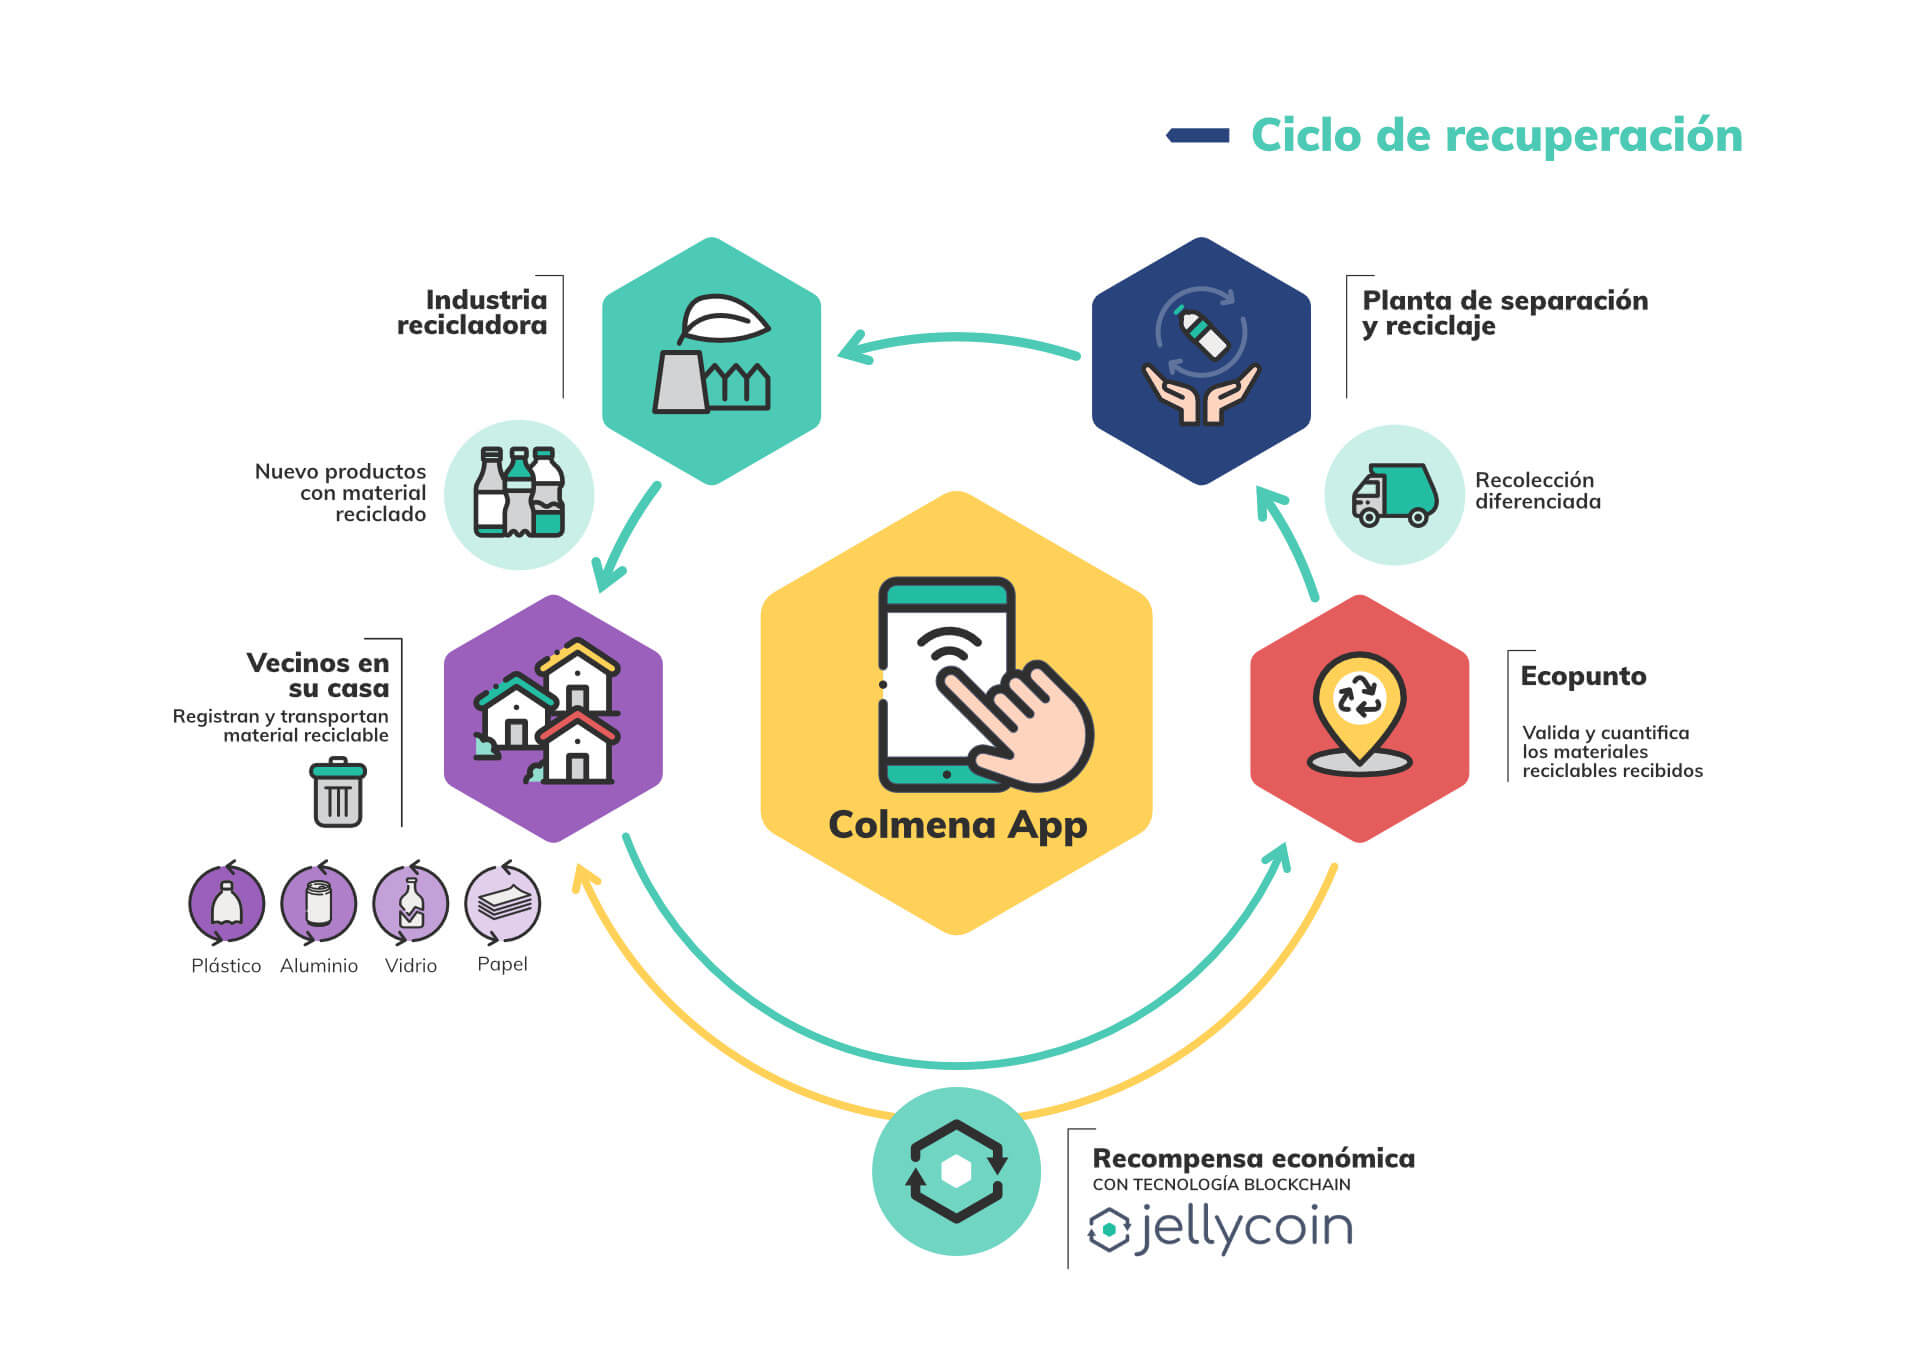 Ciclo de recuperación
Industria
recicladora
Planta de separación
y reciclaje
Nuevo productos
con material
reciclado
Recolección
diferenciada
Vecinos en
su casa
Registran y transportan
material reciclable
Ecopunto
Valida y cuantifica
los materiales
reciclables recibidos
Colmena App
Plástico
Aluminio
Vidrio
Papel
Recompensa económica
CON TECNOLOGÍA BLOCKCHAIN
jellycoin